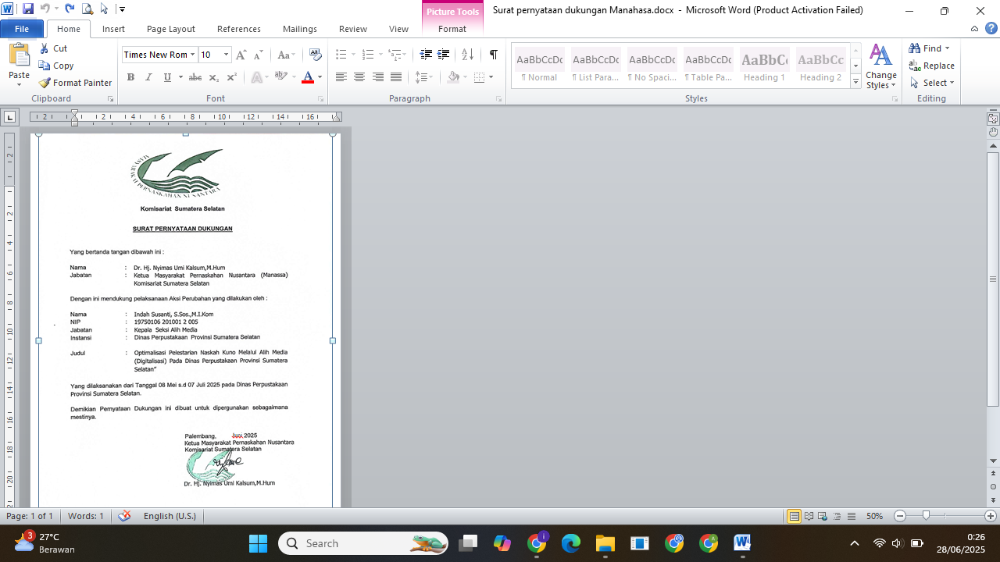 Surat pernyataan dukungan Manahasa.docx - Microsoft Word (Product Activation Failed)
Picture Tools
File Home Insert Page Layout References Mailings Review View Format
Paste
Cut
Copy
Format Painter
Clipboard
Times New Rom 10
Font
Paragraph
AaBbCcDc AaBbCcDc AaBbCcDc AaBbCcDc AaBbC AaBbCc
¶ Normal ¶ List Para... ¶ No Spaci... ¶ Table Pa... Heading 1 Heading 2
Styles
Change Styles
Find
Replace
Select
Editing
MASYARAKAT PERNASKAHAN NUSANTARA
Komisariat Sumatera Selatan
SURAT PERNYATAAN DUKUNGAN
Yang bertanda tangan dibawah ini :
Nama : Dr. Hj. Nyimas Umi Kalsum,M.Hum
Jabatan : Ketua Masyarakat Pernaskahan Nusantara (Manassa)
Komisariat Sumatera Selatan
Dengan ini mendukung pelaksanaan Aksi Perubahan yang dilakukan oleh :
Nama : Indah Susanti, S.Sos.,M.I.Kom
NIP : 19750106 201001 2 005
Jabatan : Kepala Seksi Alih Media
Instansi : Dinas Perpustakaan Provinsi Sumatera Selatan
Judul : Optimalisasi Pelestarian Naskah Kuno Melalui Alih Media
(Digitalisasi) Pada Dinas Perpustakaan Provinsi Sumatera
Selatan"
Yang dilaksanakan dari Tanggal 08 Mei s.d 07 Juli 2025 pada Dinas Perpustakaan
Provinsi Sumatera Selatan.
Demikian Pernyataan Dukungan ini dibuat untuk dipergunakan sebagaimana
mestinya.
Palembang, Juni 2025
Ketua Masyarakat Pernaskahan Nusantara
Komisariat Sumatera Selatan
Dr. Hj. Nyimas Umi Kalsum,M.Hum
Page: 1 of 1 Words: 1 English (U.S.) 50%
3 27°C
Berawan
Search
0:26
28/06/2025